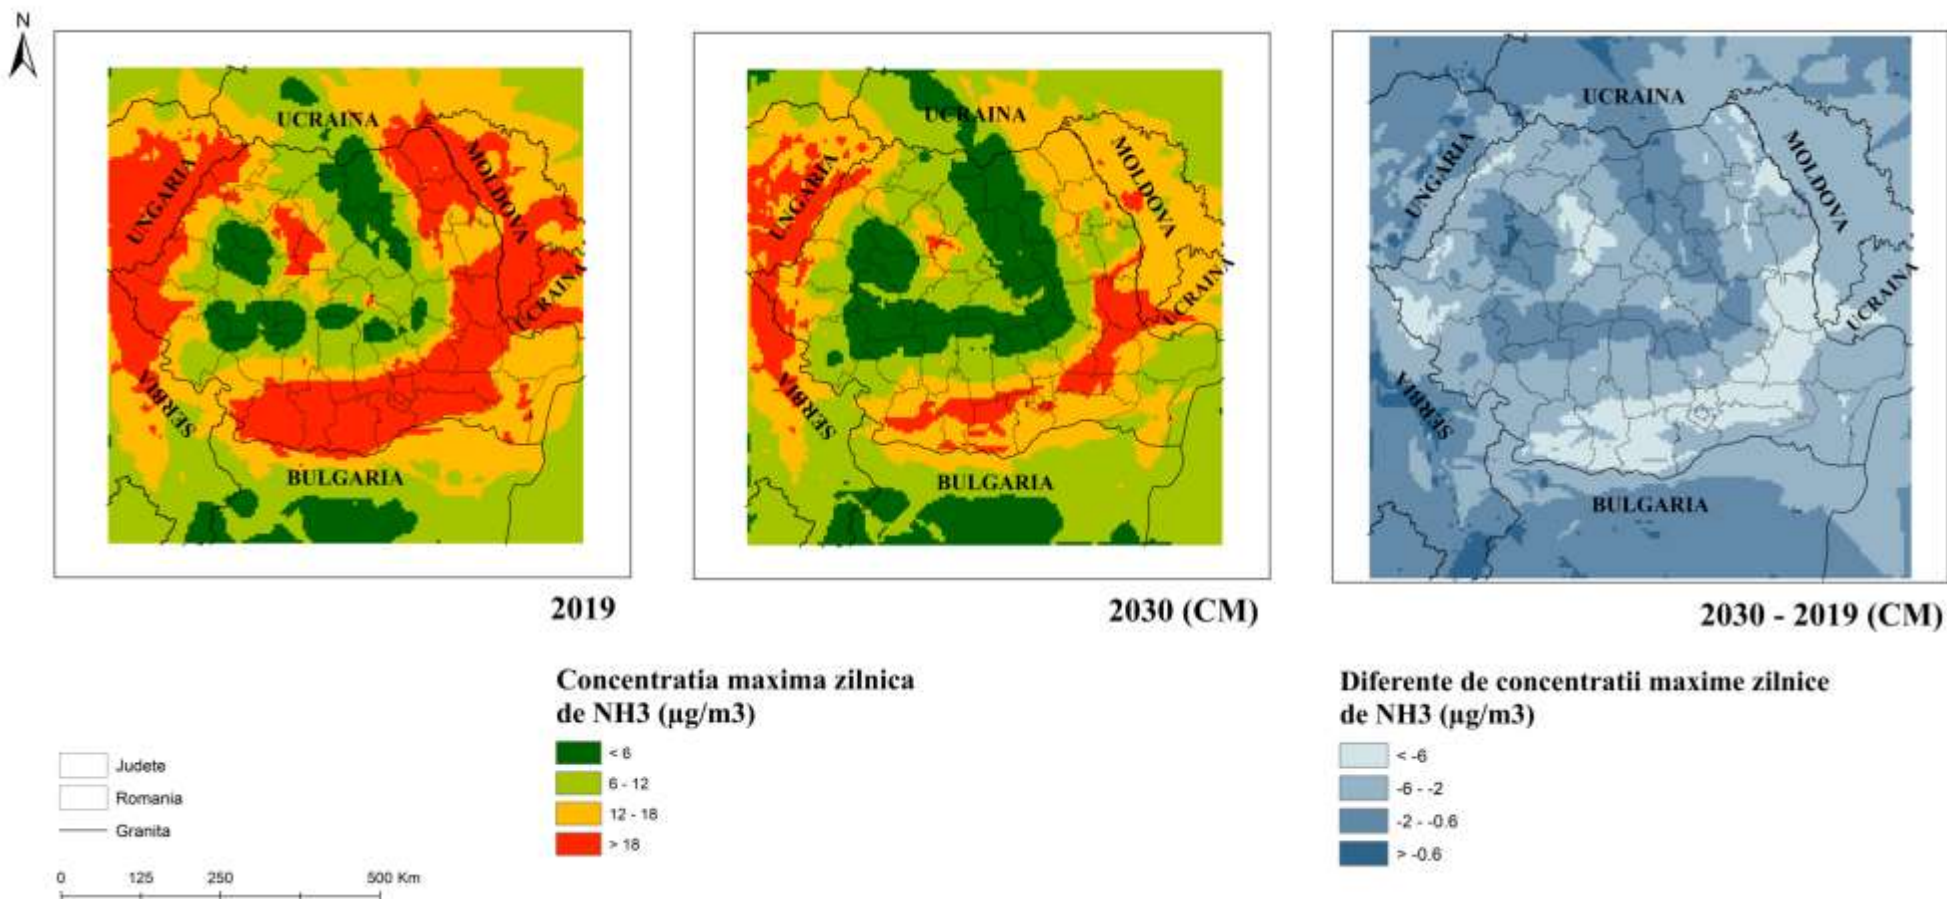 N
UCRAINA
UNGARIA
MOLDOVA
UCRAINA
SERBIA
BULGARIA
2019
UCRAINA
UNGARIA
MOLDOVA
UCRAINA
SERBIA
BULGARIA
2030 (CM)
UCRAINA
UNGARIA
MOLDOVA
UCRAINA
SERBIA
BULGARIA
2030 - 2019 (CM)
Concentratia maxima zilnica
de NH3 (µg/m3)
< 6
6 - 12
12 - 18
> 18
Diferente de concentratii maxime zilnice
de NH3 (µg/m3)
< -6
-6 - -2
-2 - -0.6
> -0.6
Judete
Romania
Granita
0 125 250 500 Km